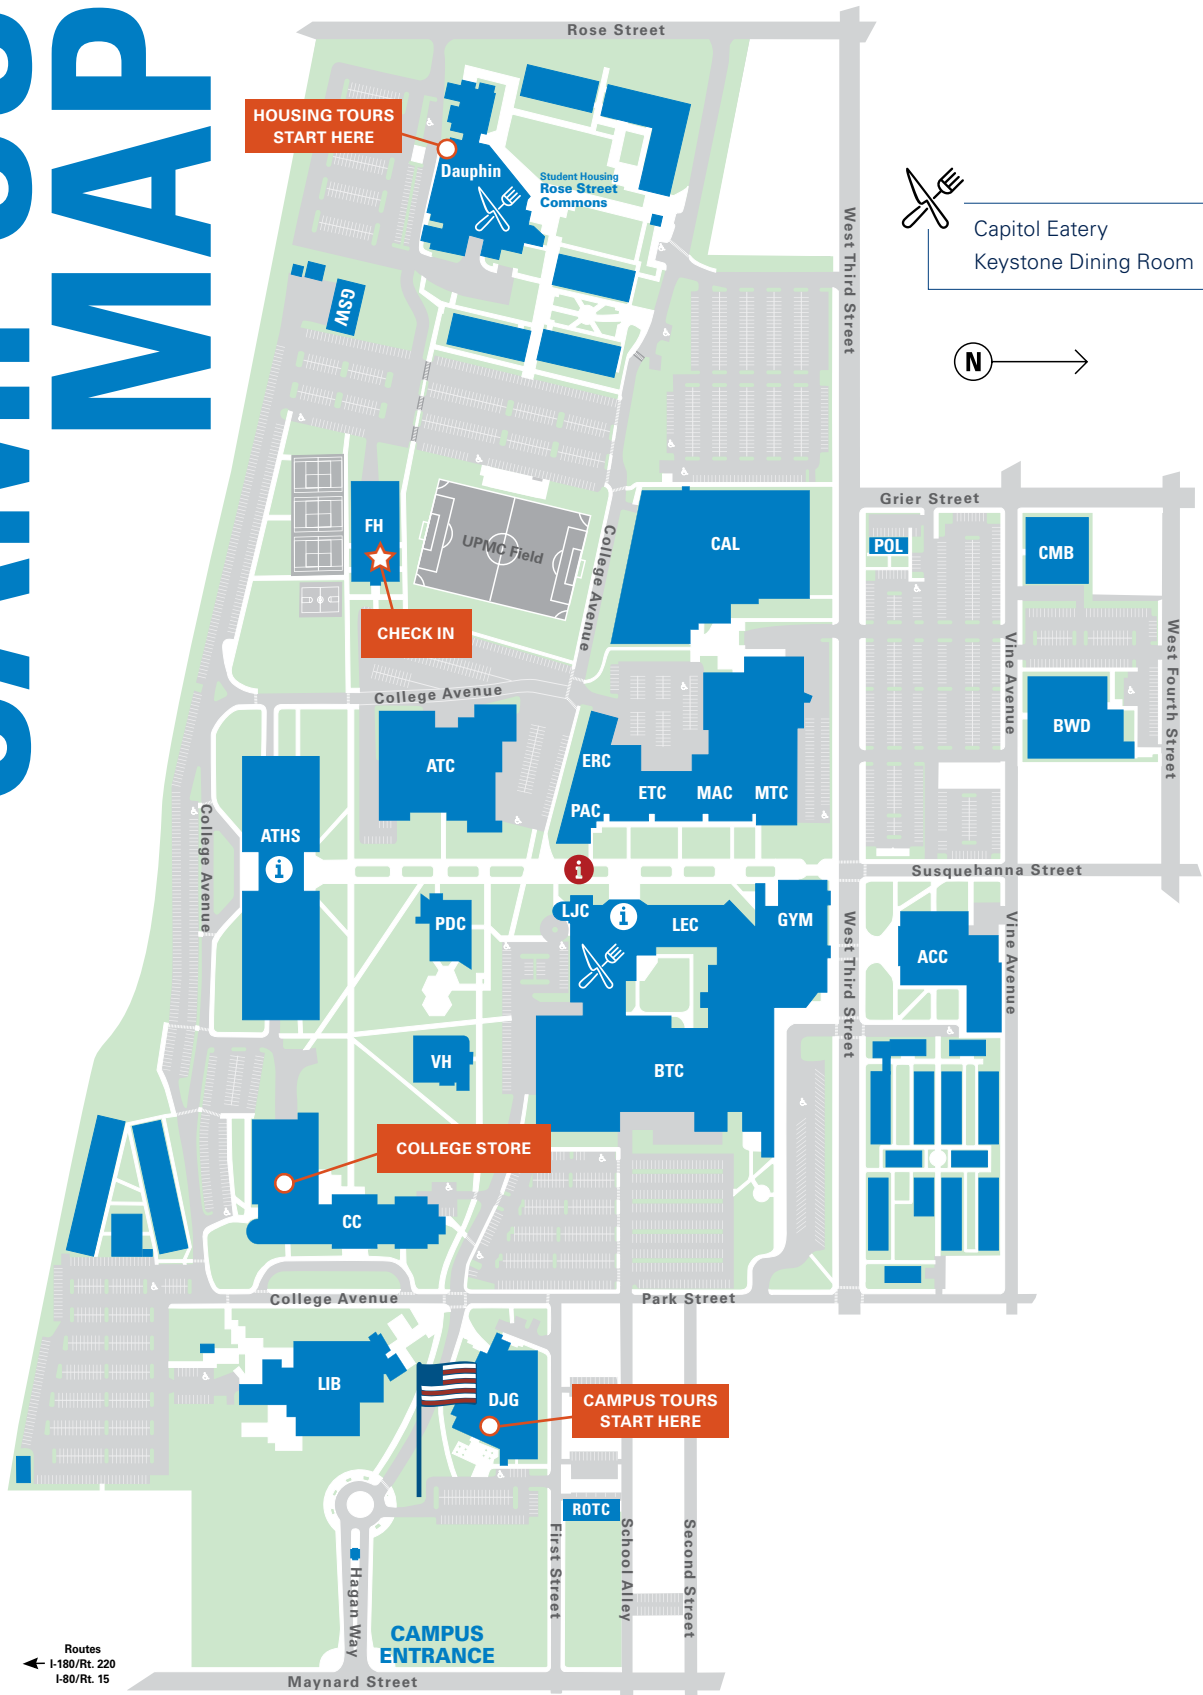 MAP
Rose Street
HOUSING TOURS
START HERE
Dauphin
Student Housing
Rose Street
Commons
Capitol Eatery
Keystone Dining Room
West Third Street
N
GSW
Grier Street
FH
UPMC Field
College Avenue
CAL
POL
CMB
CHECK IN
Vine Avenue
West Fourth Street
College Avenue
BWD
ATC
ERC
ETC
MAC
MTC
PAC
College Avenue
ATHS
i
i
Susquehanna Street
PDC
LJC
i
LEC
GYM
West Third Street
ACC
Vine Avenue
VH
BTC
COLLEGE STORE
CC
College Avenue
Park Street
LIB
DJG
CAMPUS TOURS
START HERE
ROTC
First Street
School Alley
Second Street
Hagan Way
CAMPUS
ENTRANCE
Routes
I-180/Rt. 220
I-80/Rt. 15
Maynard Street